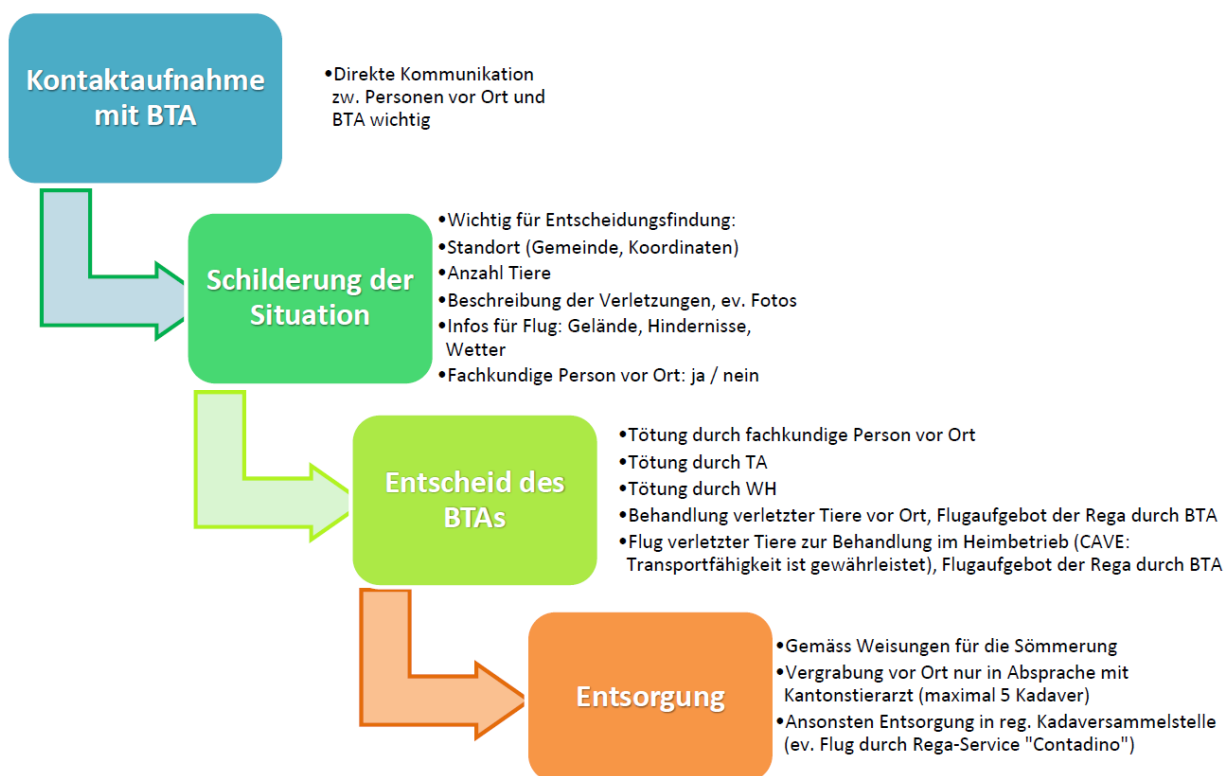 Kontaktaufnahme
mit BTA
•Direkte Kommunikation
zw. Personen vor Ort und
BTA wichtig
Schilderung der
Situation
•Wichtig für Entscheidungsfindung:
•Standort (Gemeinde, Koordinaten)
•Anzahl Tiere
•Beschreibung der Verletzungen, ev. Fotos
•Infos für Flug: Gelände, Hindernisse,
Wetter
•Fachkundige Person vor Ort: ja / nein
Entscheid des
BTAs
•Tötung durch fachkundige Person vor Ort
•Tötung durch TA
•Tötung durch WH
•Behandlung verletzter Tiere vor Ort, Flugaufgebot der Rega durch BTA
•Flug verletzter Tiere zur Behandlung im Heimbetrieb (CAVE:
Transportfähigkeit ist gewährleistet), Flugaufgebot der Rega durch BTA
Entsorgung
•Gemäss Weisungen für die Sömmerung
•Vergrabung vor Ort nur in Absprache mit
Kantonstierarzt (maximal 5 Kadaver)
•Ansonsten Entsorgung in reg. Kadaversammelstelle
(ev. Flug durch Rega-Service "Contadino")